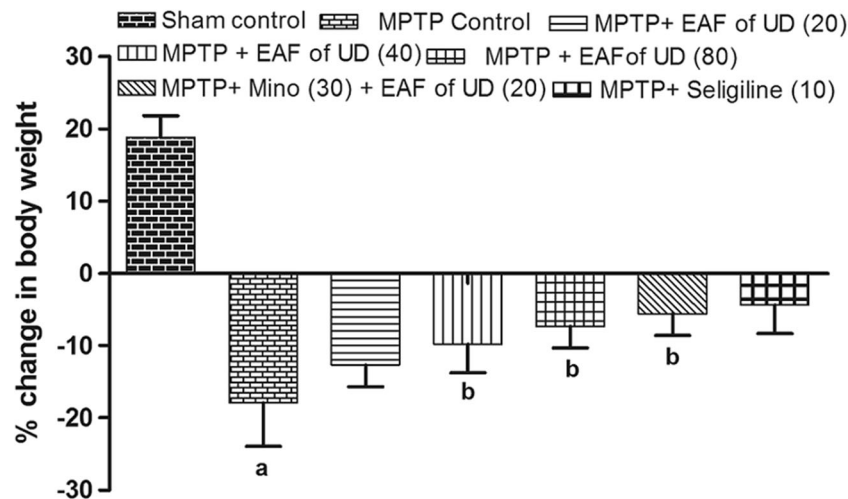 Sham control MPTP Control MPTP+ EAF of UD (20)
MPTP + EAF of UD (40) MPTP + EAFof UD (80)
MPTP+ Mino (30) + EAF of UD (20) MPTP+ Seligiline (10)
% change in body weight
30
20
10
0
-10
-20
-30
a
b
b
b